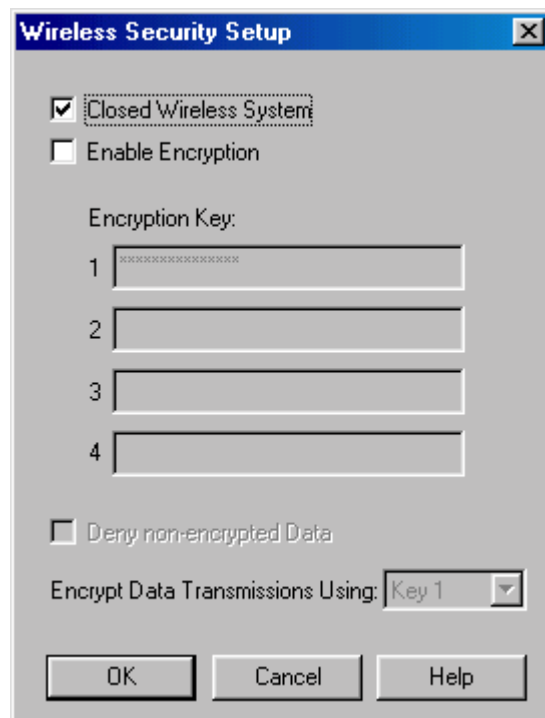 Wireless Security Setup
Closed Wireless System
Enable Encryption
Encryption Key:
1 ***************
2
3
4
Deny non-encrypted Data
Encrypt Data Transmissions Using: Key 1
OK Cancel Help